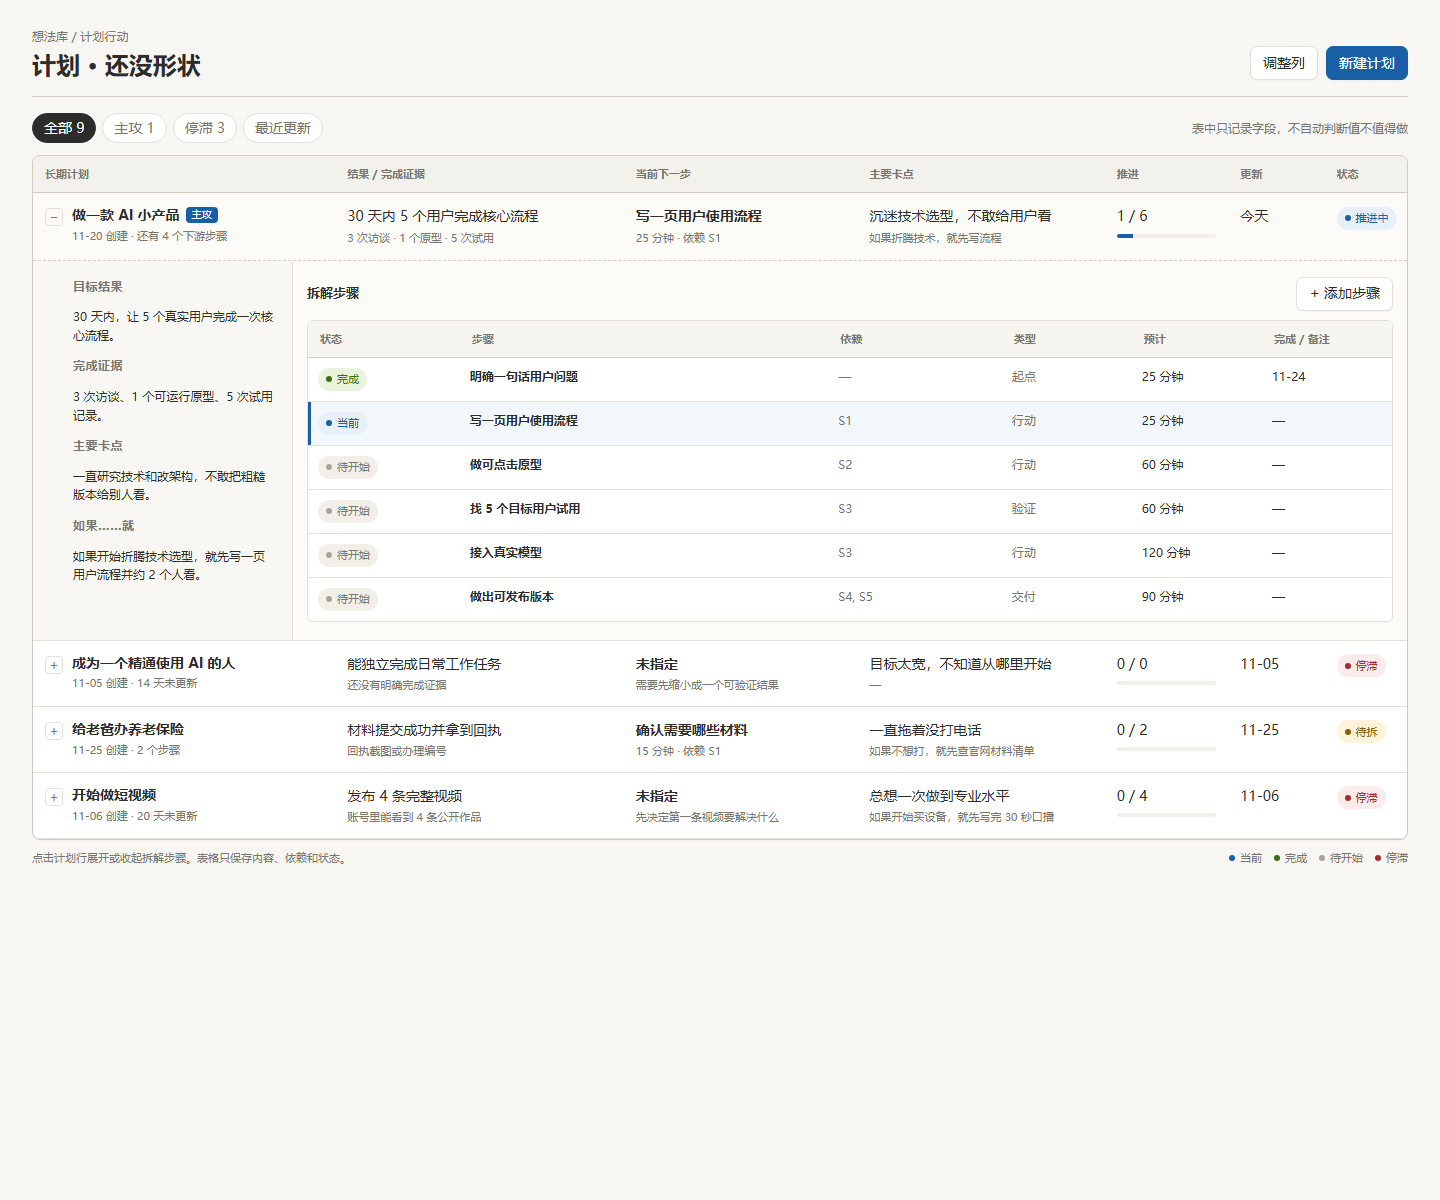 想法库 / 计划行动
计划 · 还没形状
调整列
新建计划
全部 9
主攻 1
停滞 3
最近更新
表中只记录字段，不自动判断值不值得做
长期计划 结果 / 完成证据 当前下一步 主要卡点 推进 更新 状态
− 做一款 AI 小产品 主攻 30 天内 5 个用户完成核心流程 写一页用户使用流程 沉迷技术选型，不敢给用户看 1 / 6 今天 推进中
11-20 创建 · 还有 4 个下游步骤 3 次访谈 · 1 个原型 · 5 次试用 25 分钟 · 依赖 S1 如果折腾技术，就先写流程
目标结果
30 天内，让 5 个真实用户完成一次核
心流程。
完成证据
3 次访谈、1 个可运行原型、5 次试用
记录。
主要卡点
一直研究技术和改架构，不敢把粗糙
版本给别人看。
如果……就
如果开始折腾技术选型，就先写一页
用户流程并约 2 个人看。
拆解步骤
+ 添加步骤
状态 步骤 依赖 类型 预计 完成 / 备注
完成 明确一句话用户问题 — 起点 25 分钟 11-24
当前 写一页用户使用流程 S1 行动 25 分钟 —
待开始 做可点击原型 S2 行动 60 分钟 —
待开始 找 5 个目标用户试用 S3 验证 60 分钟 —
待开始 接入真实模型 S3 行动 120 分钟 —
待开始 做出可发布版本 S4, S5 交付 90 分钟 —
+ 成为一个精通使用 AI 的人 能独立完成日常工作任务 未指定 目标太宽，不知道从哪里开始 0 / 0 11-05 停滞
11-05 创建 · 14 天未更新 还没有明确完成证据 需要先缩小成一个可验证结果 —
+ 给老爸办养老保险 材料提交成功并拿到回执 确认需要哪些材料 一直拖着没打电话 0 / 2 11-25 待拆
11-25 创建 · 2 个步骤 回执截图或办理编号 15 分钟 · 依赖 S1 如果不想打，就先查官网材料清单
+ 开始做短视频 发布 4 条完整视频 未指定 总想一次做到专业水平 0 / 4 11-06 停滞
11-06 创建 · 20 天未更新 账号里能看到 4 条公开作品 先决定第一条视频要解决什么 如果开始买设备，就先写完 30 秒口播
点击计划行展开或收起拆解步骤。表格只保存内容、依赖和状态。
当前 完成 待开始 停滞